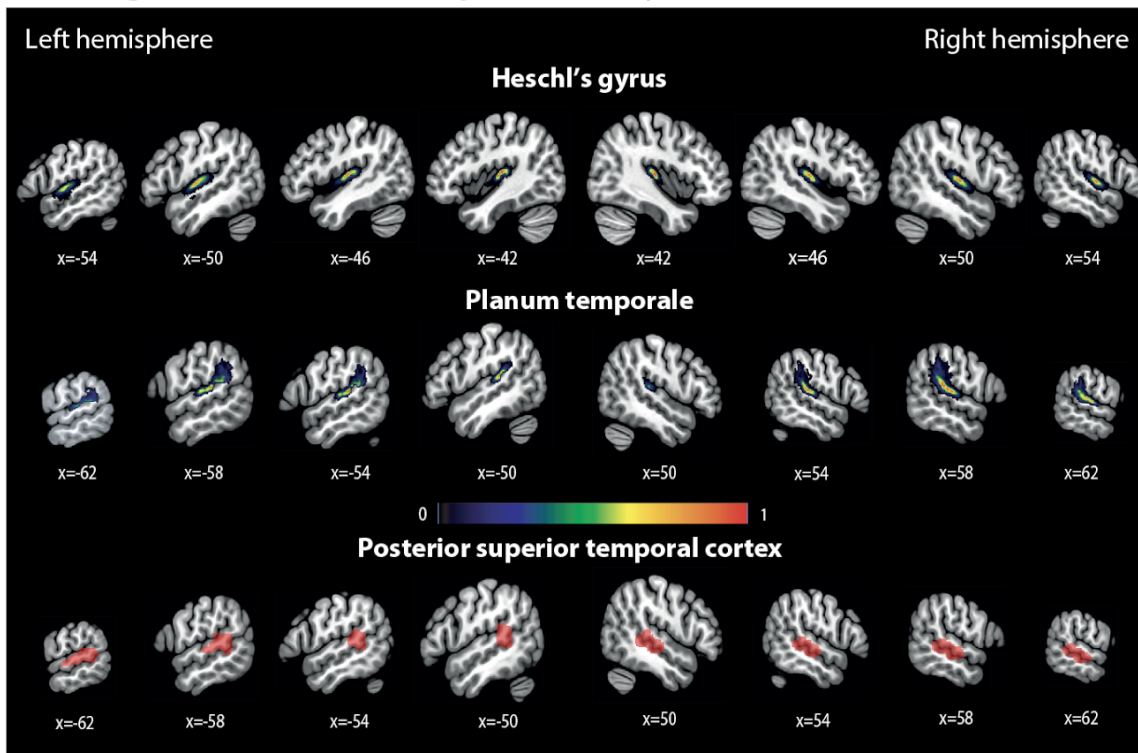 Left hemisphere Right hemisphere
Heschl's gyrus
x=-54 x=-50 x=-46 x=-42 x=42 x=46 x=50 x=54
Planum temporale
x=-62 x=-58 x=-54 x=-50 x=50 x=54 x=58 x=62
0 1
Posterior superior temporal cortex
x=-62 x=-58 x=-54 x=-50 x=50 x=54 x=58 x=62